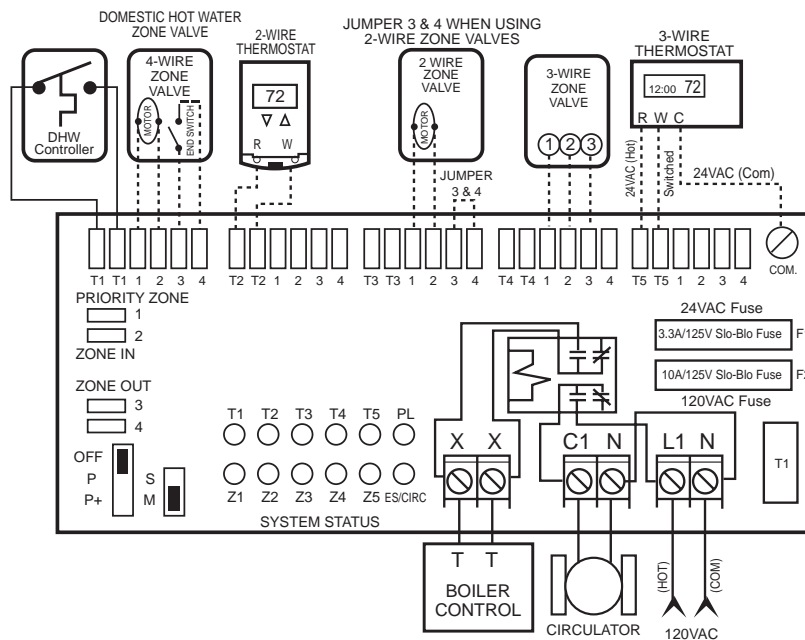 DOMESTIC HOT WATER
ZONE VALVE
2-WIRE
THERMOSTAT
JUMPER 3 & 4 WHEN USING
2-WIRE ZONE VALVES
3-WIRE
THERMOSTAT
DHW
Controller
4-WIRE
ZONE
VALVE
MOTOR
END SWITCH
72
R W
2 WIRE
ZONE
VALVE
MOTOR
JUMPER
3 & 4
3-WIRE
ZONE
VALVE
1 2 3
12:00 72
R W C
24VAC (Hot)
Switched
24VAC (Com)
T1 T1 1 2 3 4
T2 T2 1 2 3 4
T3 T3 1 2 3 4
T4 T4 1 2 3 4
T5 T5 1 2 3 4
COM.
PRIORITY ZONE
1
2
ZONE IN
ZONE OUT
3
4
OFF
P
P+
S
M
T1 T2 T3 T4 T5 PL
Z1 Z2 Z3 Z4 Z5 ES/CIRC
SYSTEM STATUS
24VAC Fuse
3.3A/125V Slo-Blo Fuse F
10A/125V Slo-Blo Fuse
120VAC Fuse
X X
C1 N
L1 N
T1
T T
BOILER
CONTROL
CIRCULATOR
(HOT)
(COM)
120VAC